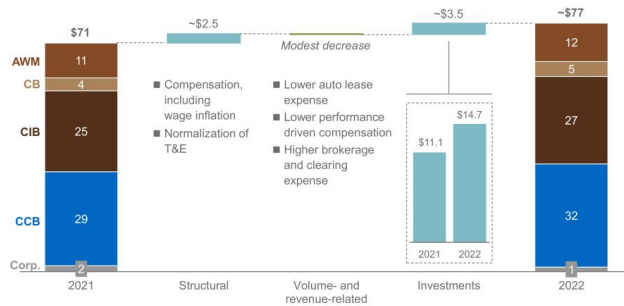 $71
~$2.5
~$3.5
~$77
Modest decrease
AWM
11
12
CB
4
5
CIB
25
27
CCB
29
32
Corp.
2
1
■ Compensation,
including
wage inflation
■ Normalization of
T&E
■ Lower auto lease
expense
■ Lower performance
driven compensation
■ Higher brokerage
and clearing
expense
$11.1
$14.7
2021
2022
2021
Structural
Volume- and
revenue-related
Investments
2022